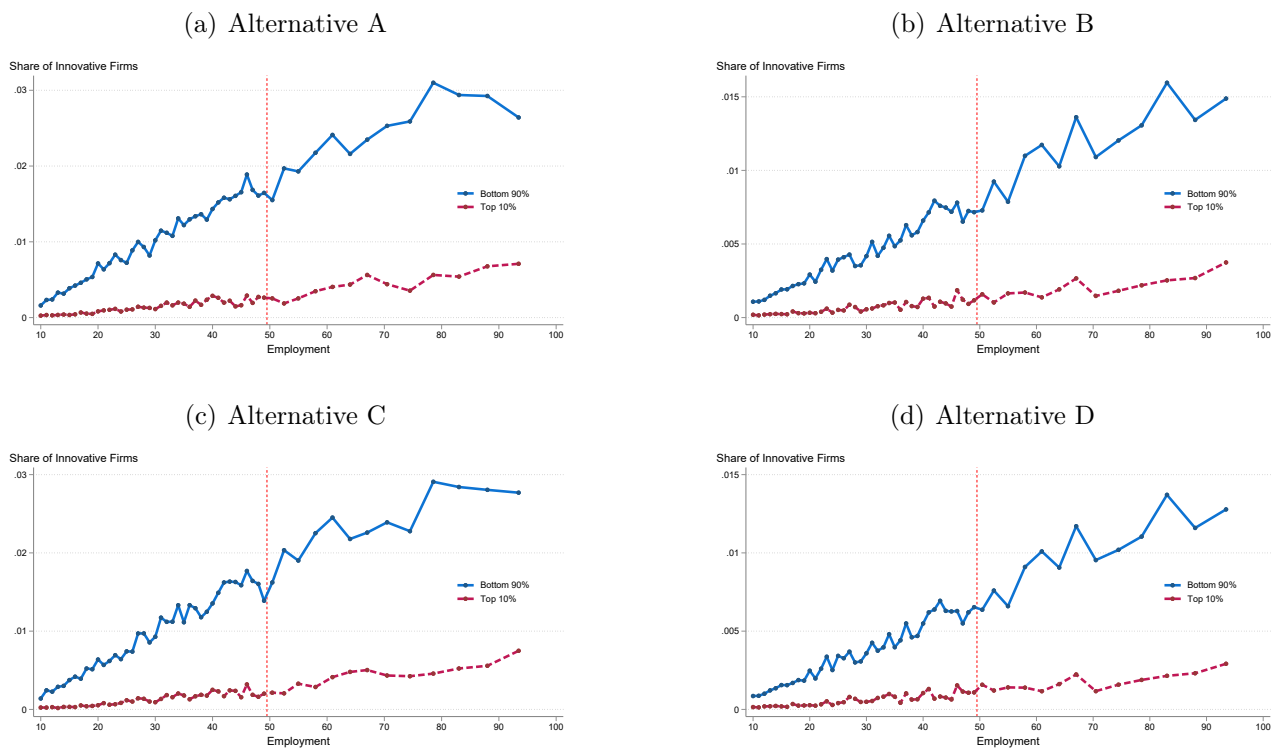 (a) Alternative A
Share of Innovative Firms
.03
.02
.01
0
Bottom 90%
Top 10%
10 20 30 40 50 60 70 80 90 100
Employment
(b) Alternative B
Share of Innovative Firms
.015
.01
.005
0
Bottom 90%
Top 10%
10 20 30 40 50 60 70 80 90 100
Employment
(c) Alternative C
Share of Innovative Firms
.03
.02
.01
0
Bottom 90%
Top 10%
10 20 30 40 50 60 70 80 90 100
Employment
(d) Alternative D
Share of Innovative Firms
.015
.01
.005
0
Bottom 90%
Top 10%
10 20 30 40 50 60 70 80 90 100
Employment